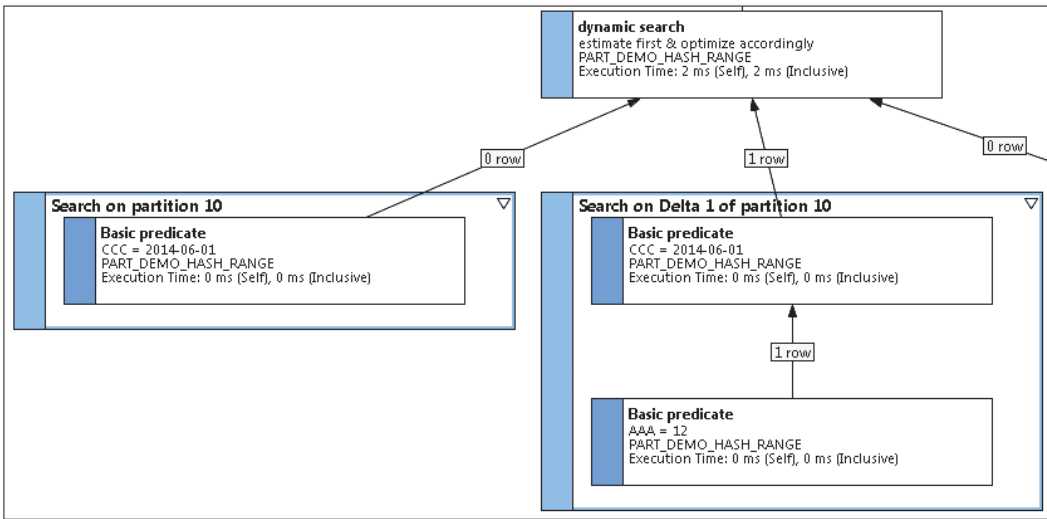 dynamic search
estimate first & optimize accordingly
PART_DEMO_HASH_RANGE
Execution Time: 2 ms (Self), 2 ms (Inclusive)
0 row
1 row
0 row
Search on partition 10
Basic predicate
CCC = 2014-06-01
PART_DEMO_HASH_RANGE
Execution Time: 0 ms (Self), 0 ms (Inclusive)
Search on Delta 1 of partition 10
Basic predicate
CCC = 2014-06-01
PART_DEMO_HASH_RANGE
Execution Time: 0 ms (Self), 0 ms (Inclusive)
1 row
Basic predicate
AAA = 12
PART_DEMO_HASH_RANGE
Execution Time: 0 ms (Self), 0 ms (Inclusive)